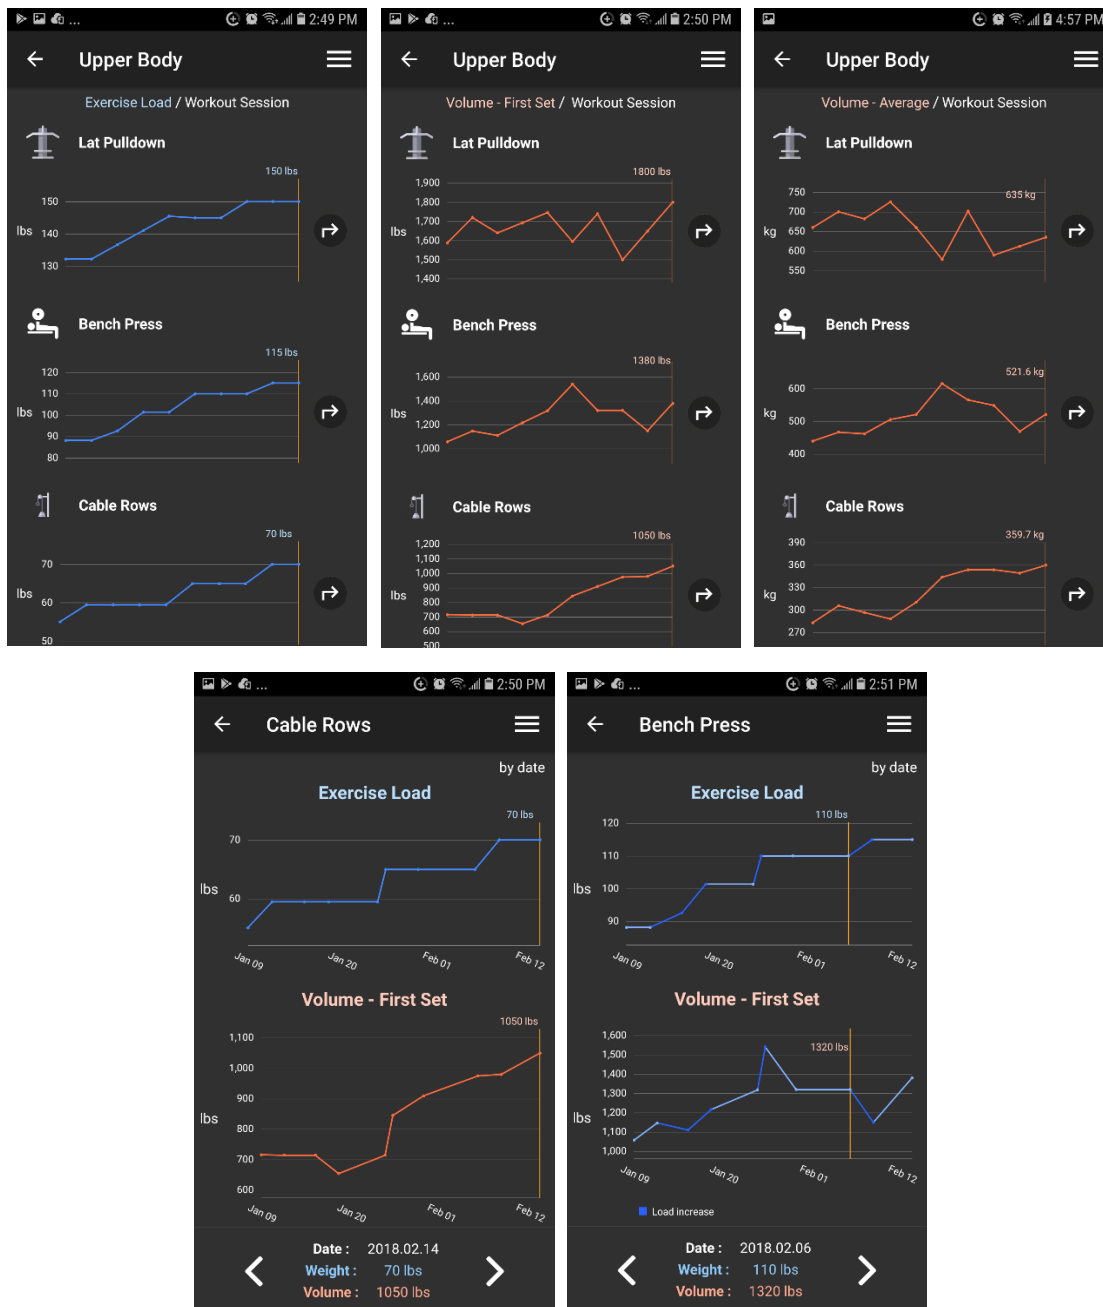 ... 2:49 PM
Upper Body
Exercise Load / Workout Session
Lat Pulldown
150 lbs
150
lbs
140
130
Bench Press
115 lbs
120
110
lbs
100
90
80
Cable Rows
70 lbs
70
lbs
60
50
... 2:50 PM
Upper Body
Volume - First Set / Workout Session
Lat Pulldown
1800 lbs
1,900
1,800
1,700
lbs
1,600
1,500
1,400
Bench Press
1380 lbs
1,600
1,400
lbs
1,200
1,000
Cable Rows
1050 lbs
1,200
1,100
1,000
900
lbs
800
700
600
500
4:57 PM
Upper Body
Volume - Average / Workout Session
Lat Pulldown
635 kg
750
700
kg
650
600
550
Bench Press
521.6 kg
600
kg
500
400
Cable Rows
359.7 kg
390
360
330
kg
300
270
... 2:50 PM
Cable Rows
by date
Exercise Load
70 lbs
70
lbs
60
Jan 09 Jan 20 Feb 01 Feb 12
Volume - First Set
1050 lbs
1,100
1,000
900
lbs
800
700
600
Jan 09 Jan 20 Feb 01 Feb 12
Date : 2018.02.14
Weight : 70 lbs
Volume : 1050 lbs
... 2:51 PM
Bench Press
by date
Exercise Load
110 lbs
120
110
lbs
100
90
Jan 09 Jan 20 Feb 01 Feb 12
Volume - First Set
1320 lbs
1,600
1,500
1,400
1,300
lbs
1,200
1,100
1,000
Jan 09 Jan 20 Feb 01 Feb 12
Load increase
Date : 2018.02.06
Weight : 110 lbs
Volume : 1320 lbs